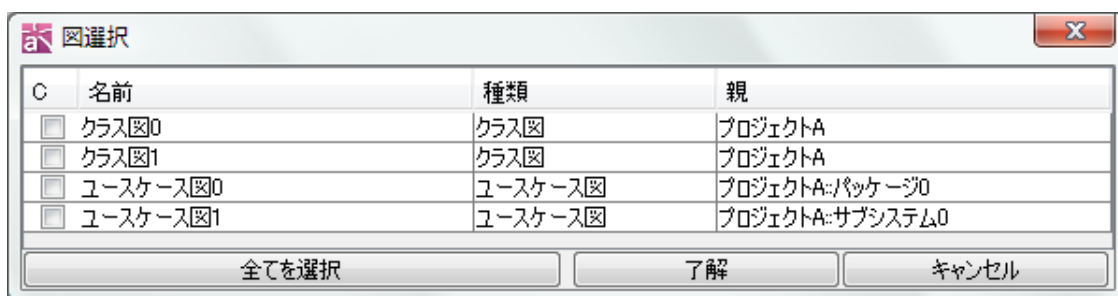 図選択
C 名前 種類 親
クラス図0 クラス図 プロジェクトA
クラス図1 クラス図 プロジェクトA
ユースケース図0 ユースケース図 プロジェクトA::パッケージ0
ユースケース図1 ユースケース図 プロジェクトA::サブシステム0
全てを選択 了解 キャンセル